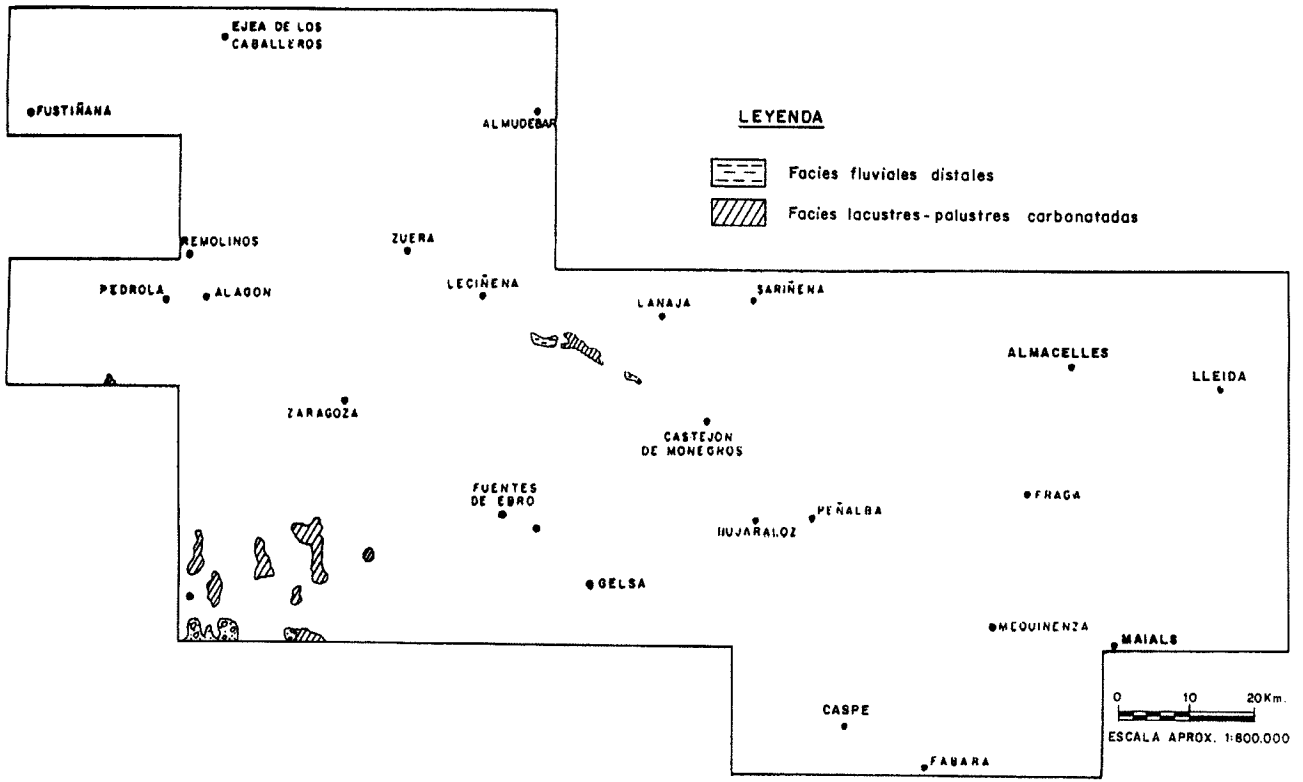 EJEA DE LOS
CABALLEROS
FUSTIÑANA
ALMUDEBAR
LEYENDA
Facies fluviales distales
Facies lacustres-palustres carbonatadas
REMOLINOS
ZUERA
PEDROLA
ALAGON
LECIÑENA
LANAJA
SARIÑENA
ALMACELLES
LLEIDA
ZARAGOZA
CASTEJON
DE MONEGROS
FUENTES
DE EBRO
FRAGA
BUJARALOZ
PEÑALBA
GELSA
MEQUINENZA
MAIALS
CASPE
FABARA
0 10 20Km.
ESCALA APROX. 1:800.000